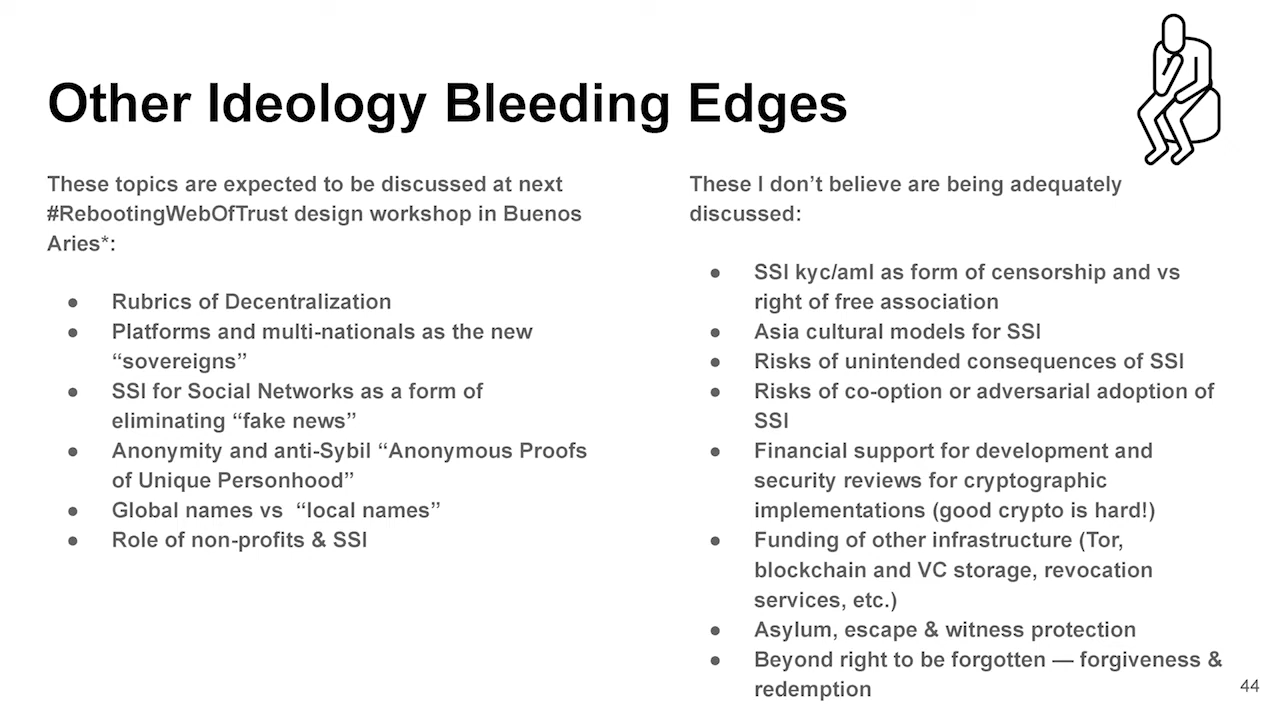 Other Ideology Bleeding Edges
These topics are expected to be discussed at next
#RebootingWebOfTrust design workshop in Buenos
Aries*:
● Rubrics of Decentralization
● Platforms and multi-nationals as the new
“sovereigns”
● SSI for Social Networks as a form of
eliminating “fake news”
● Anonymity and anti-Sybil “Anonymous Proofs
of Unique Personhood”
● Global names vs “local names”
● Role of non-profits & SSI
These I don’t believe are being adequately
discussed:
● SSI kyc/aml as form of censorship and vs
right of free association
● Asia cultural models for SSI
● Risks of unintended consequences of SSI
● Risks of co-option or adversarial adoption of
SSI
● Financial support for development and
security reviews for cryptographic
implementations (good crypto is hard!)
● Funding of other infrastructure (Tor,
blockchain and VC storage, revocation
services, etc.)
● Asylum, escape & witness protection
● Beyond right to be forgotten — forgiveness &
redemption
44